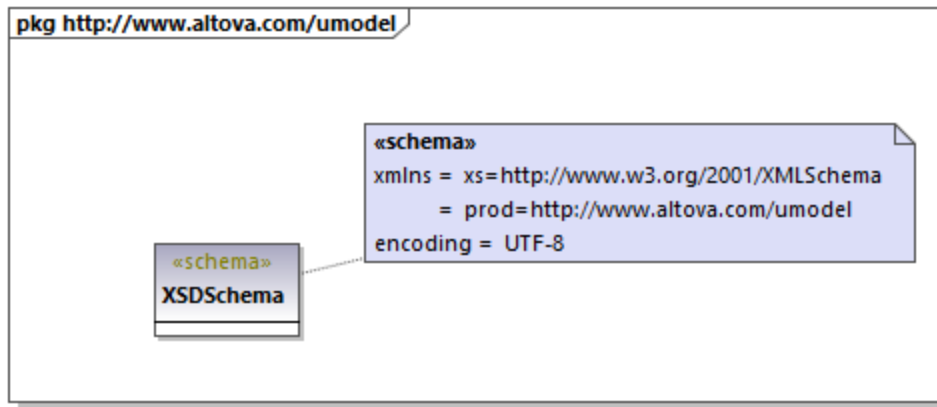 pkg http://www.altova.com/umodel
«schema»
xmlns = xs=http://www.w3.org/2001/XMLSchema
= prod=http://www.altova.com/umodel
encoding = UTF-8
«schema»
XSDSchema